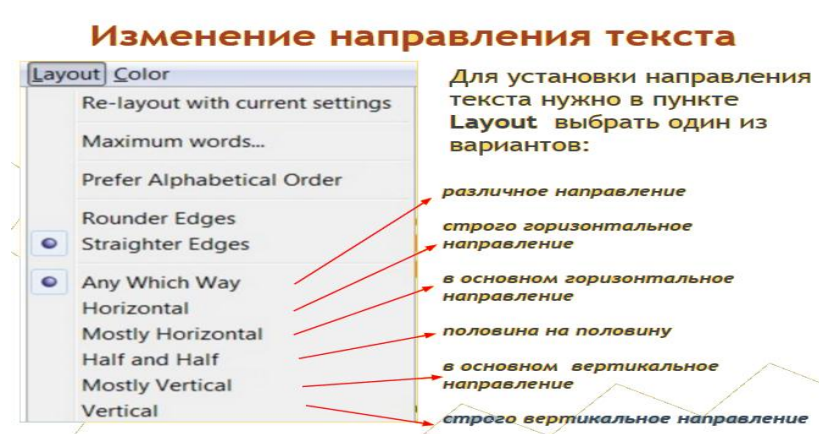 Изменение направления текста
Layout Color
Re-layout with current settings
Maximum words...
Prefer Alphabetical Order
Rounder Edges
Straighter Edges
Any Which Way
Horizontal
Mostly Horizontal
Half and Half
Mostly Vertical
Vertical
Для установки направления
текста нужно в пункте
Layout выбрать один из
вариантов:
различное направление
строго горизонтальное
направление
в основном горизонтальное
направление
половина на половину
в основном вертикальное
направление
строго вертикальное направление